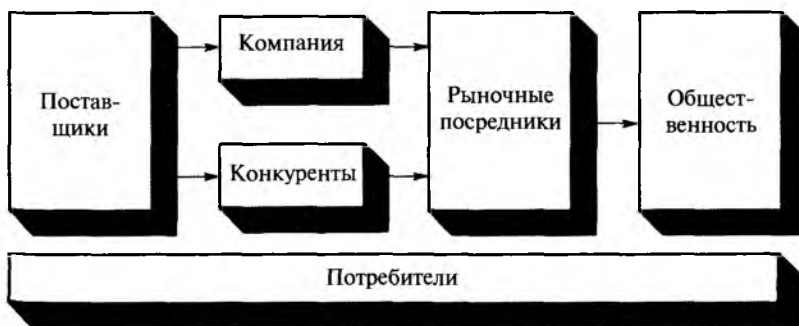 Постав-
щики
Компания
Конкуренты
Рыночные
посредники
Общест-
венность
Потребители